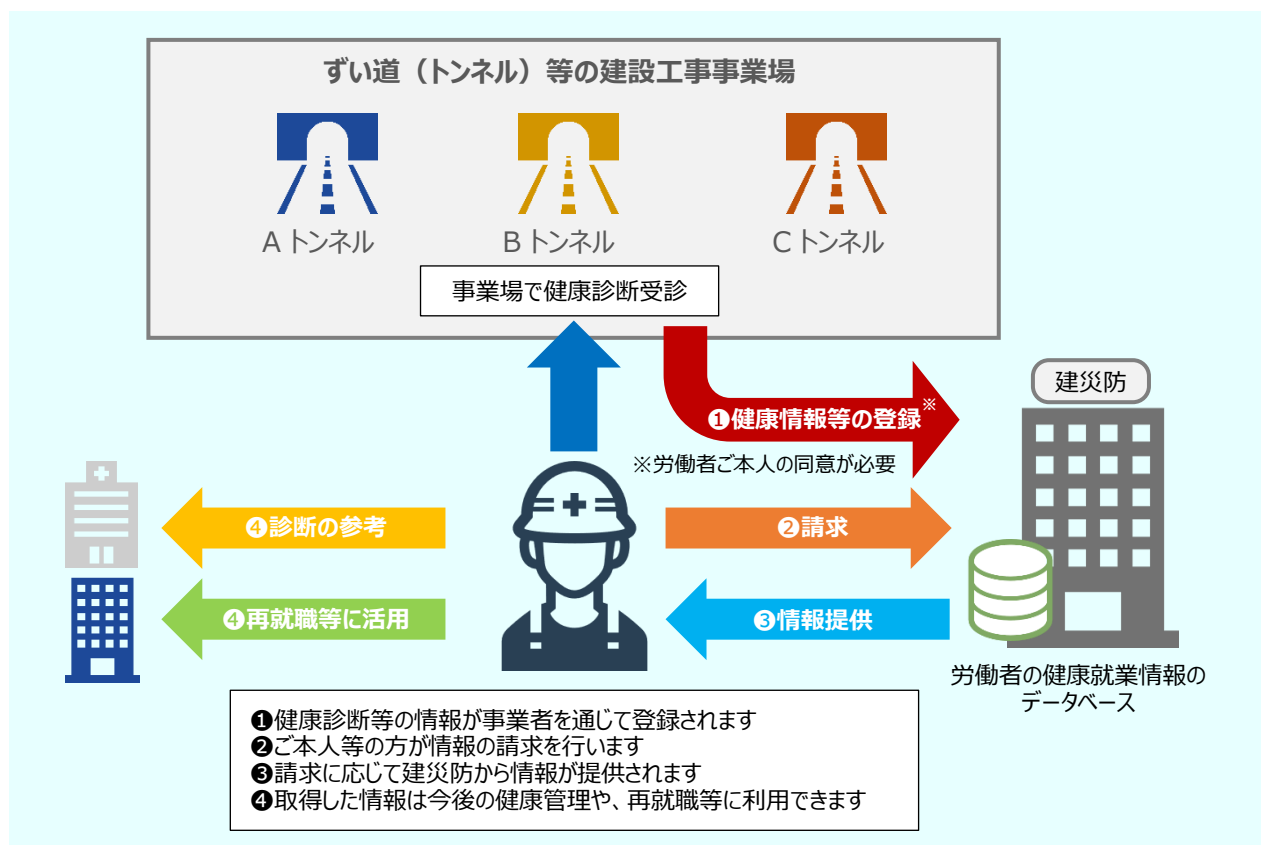 ずい道（トンネル）等の建設工事事業場
A トンネル
B トンネル
C トンネル
事業場で健康診断受診
建災防
❶健康情報等の登録※
※労働者ご本人の同意が必要
❹診断の参考
❷請求
❹再就職等に活用
❸情報提供
労働者の健康就業情報の
データベース
❶健康診断等の情報が事業者を通じて登録されます
❷ご本人等の方が情報の請求を行います
❸請求に応じて建災防から情報が提供されます
❹取得した情報は今後の健康管理や、再就職等に利用できます